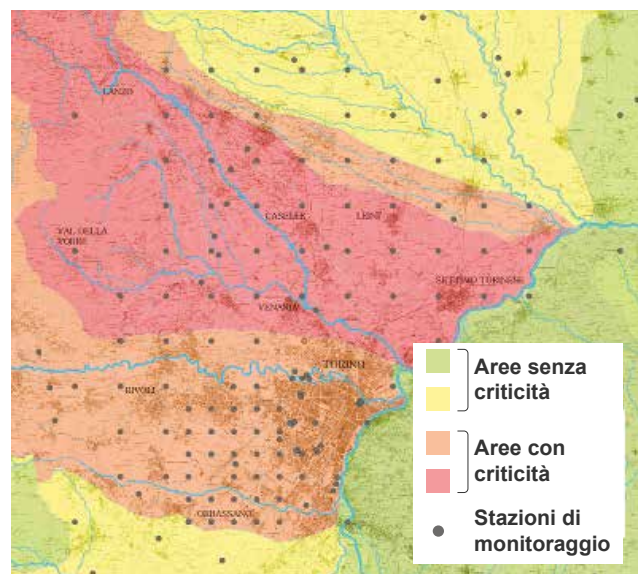 LANZO
CASELLE
LEINÌ
VAL DELLA
TORRE
SETTIMO TORINESE
VENARIA
TORINO
RIVOLI
ORBASSANO
Aree senza
criticità
Aree con
criticità
Stazioni di
monitoraggio